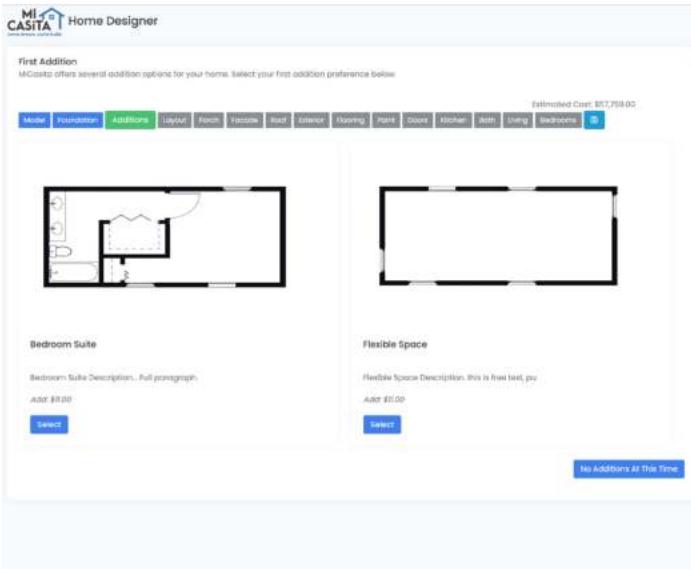 MI
CASITA
Home Designer
First Addition
MiCasita offers several addition options for your home. Select your first addition preference below.
Estimated Cost: $117,759.00
Model Foundation Additions Layout Porch Facade Roof Exterior Flooring Paint Doors Kitchen Bath Living Bedrooms
Bedroom Suite
Bedroom Suite Description... Full paragraph.
Add: $11.00
Select
Flexible Space
Flexible Space Description. this is free text, pu
Add: $11.00
Select
No Additions At This Time